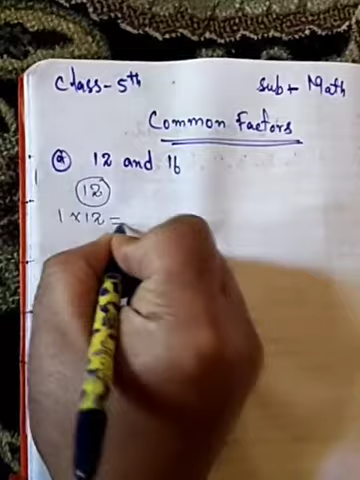 Class-5th
Sub+ Math
Common Factors
(a) 12 and 16
12
1 × 12 =